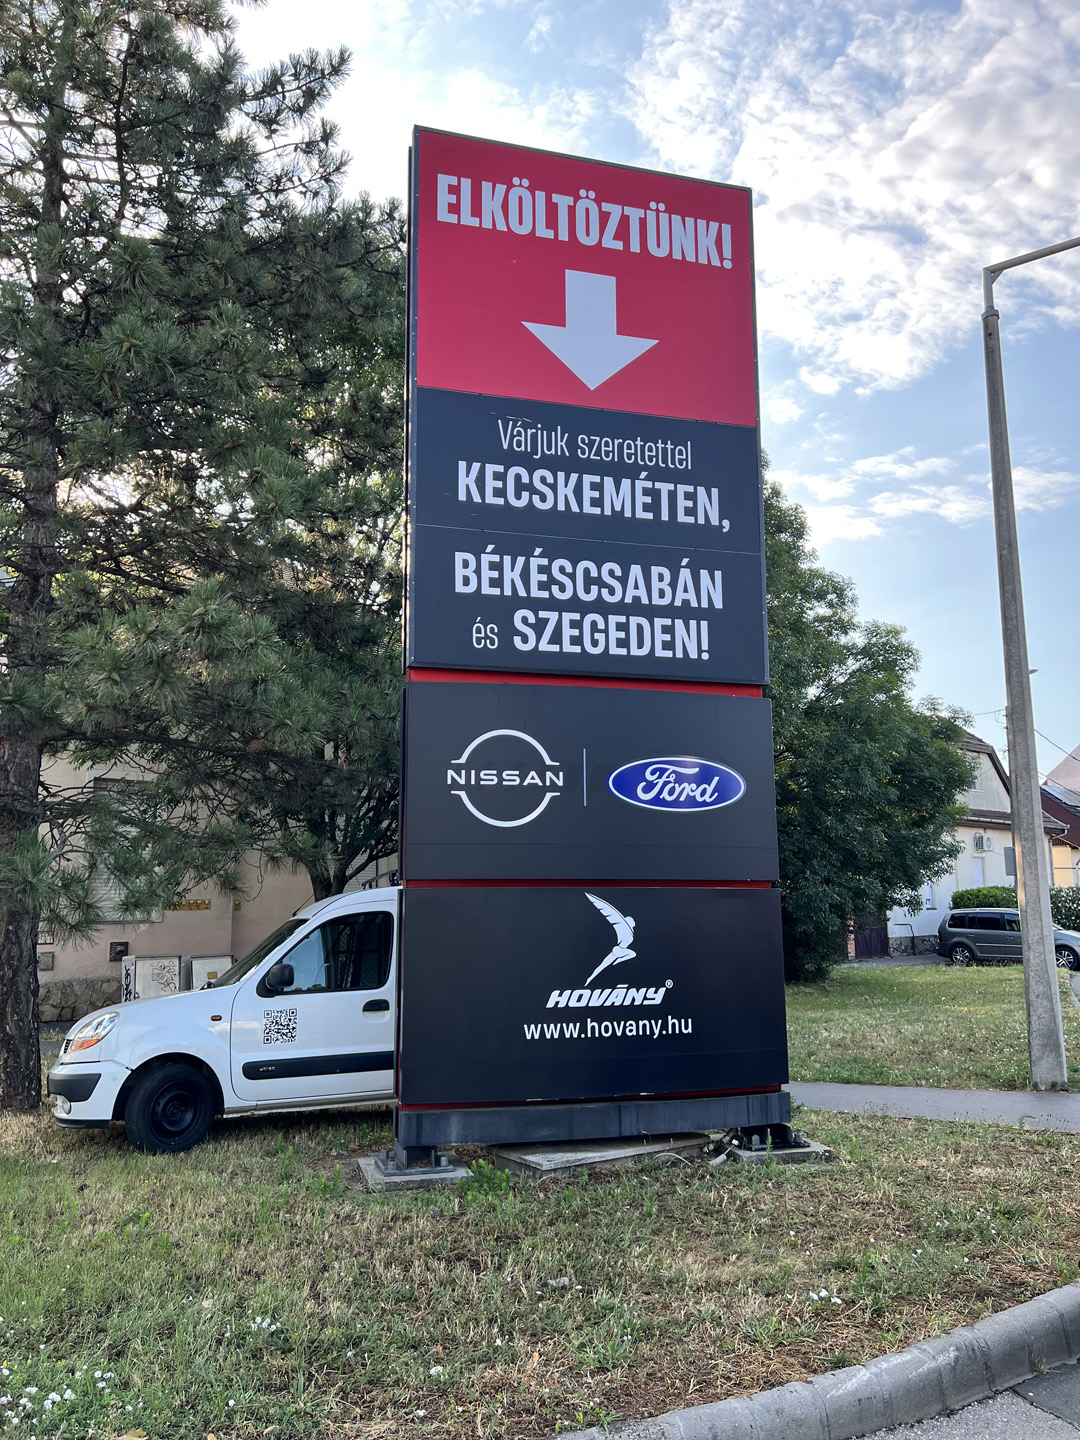 ELKÖLTÖZTÜNK!
Várjuk szeretettel
KECSKEMÉTEN,
BÉKÉSCSABÁN
és SZEGEDEN!
NISSAN
Ford
HOVÁNY®
www.hovany.hu